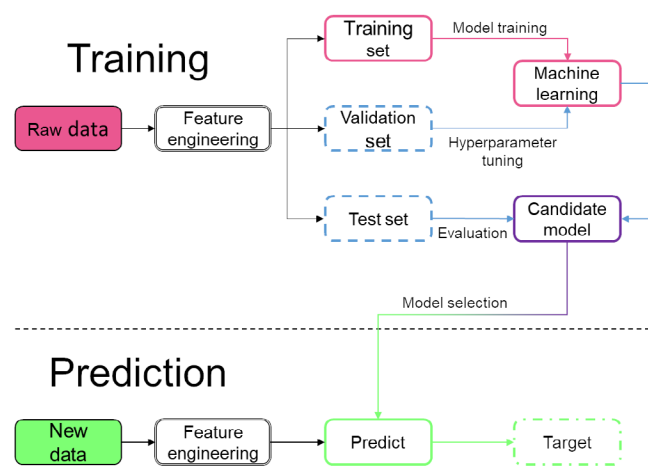 Training
Training
set
Model training
Machine
learning
Raw data
Feature
engineering
Validation
set
Hyperparameter
tuning
Test set
Evaluation
Candidate
model
Model selection
Prediction
New
data
Feature
engineering
Predict
Target